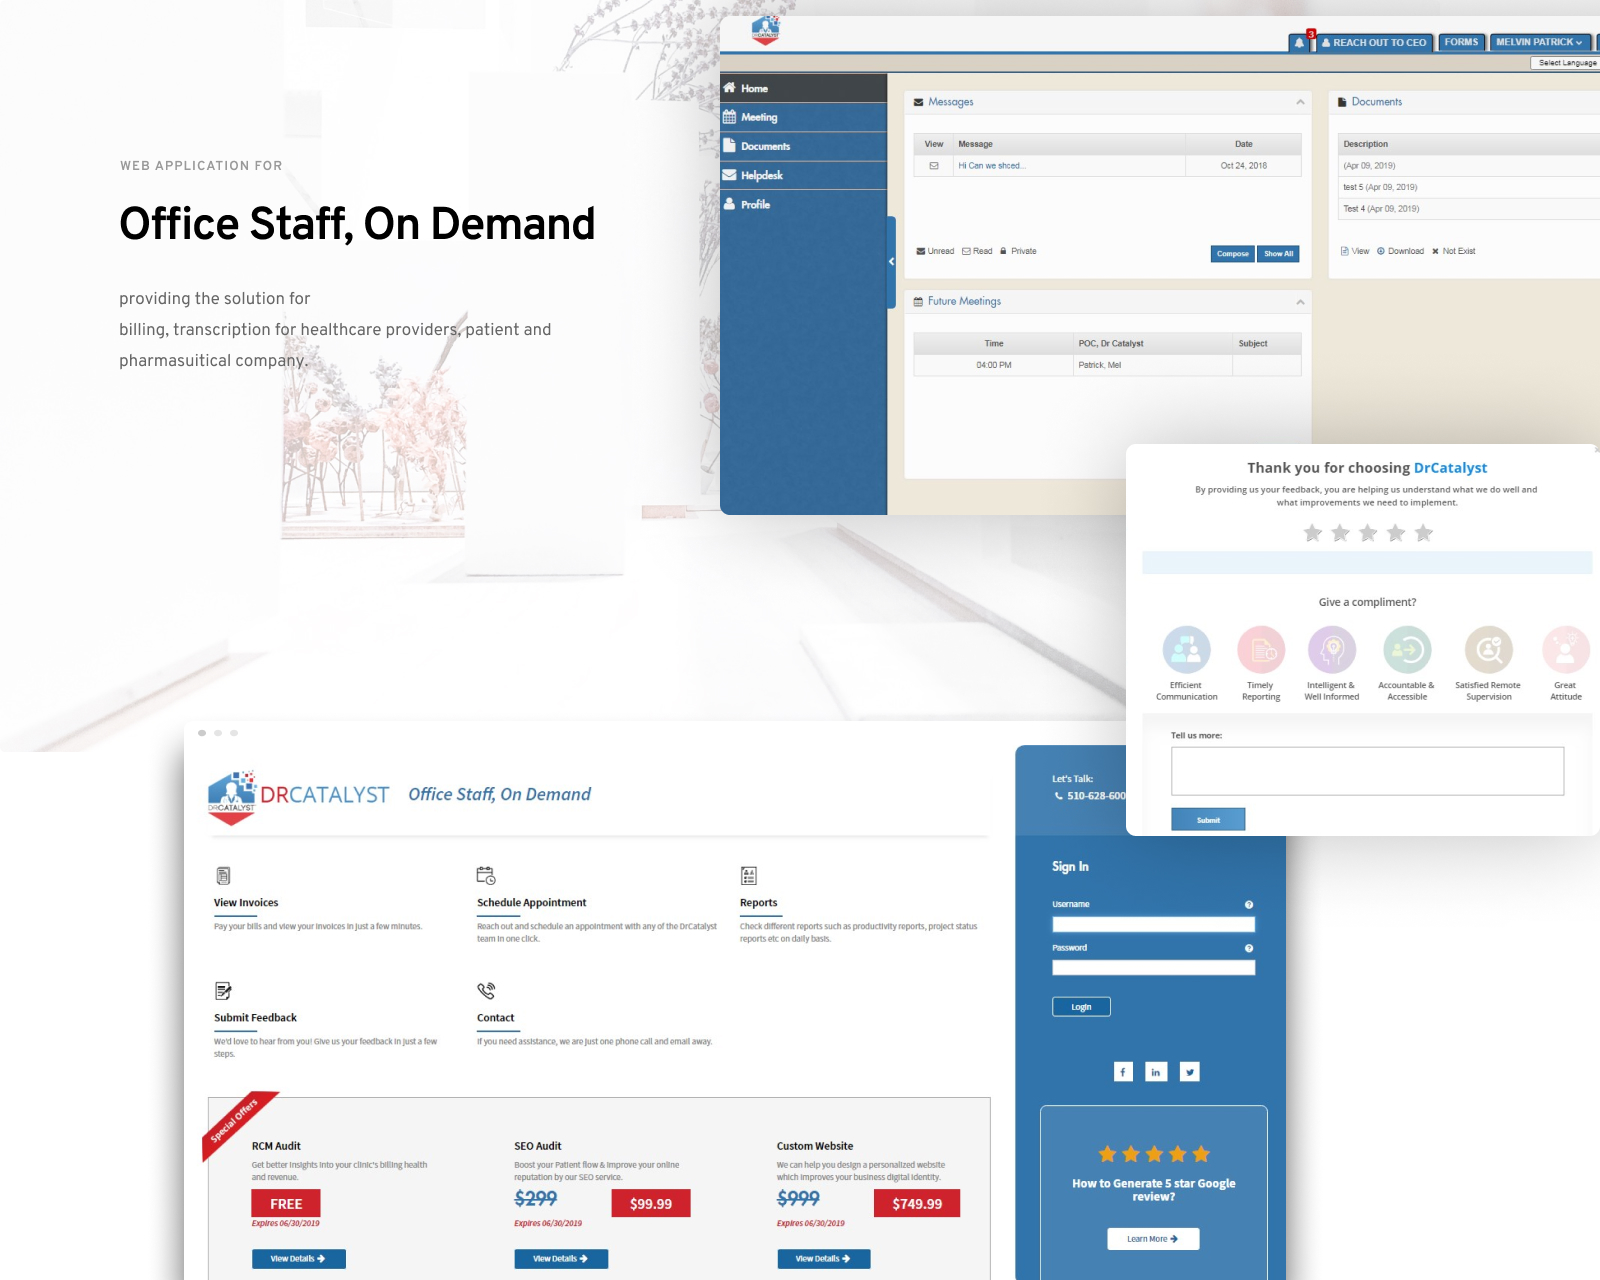 WEB APPLICATION FOR
Office Staff, On Demand
providing the solution for
billing, transcription for healthcare providers, patient and
pharmasuitical company.
DRCATALYST
3
REACH OUT TO CEO
FORMS
MELVIN PATRICK
Select Language
Home
Meeting
Documents
Helpdesk
Profile
Messages
View Message Date
Hi Can we shced... Oct 24, 2018
Unread Read Private
Compose Show All
Documents
Description
(Apr 09, 2019)
test 5 (Apr 09, 2019)
Test 4 (Apr 09, 2019)
View Download Not Exist
Future Meetings
Time POC, Dr Catalyst Subject
04:00 PM Patrick, Mel
Thank you for choosing DrCatalyst
By providing us your feedback, you are helping us understand what we do well and
what improvements we need to implement.
Give a compliment?
Efficient
Communication
Timely
Reporting
Intelligent &
Well Informed
Accountable &
Accessible
Satisfied Remote
Supervision
Great
Attitude
Tell us more:
Submit
DRCATALYST
DRCATALYST
Office Staff, On Demand
View Invoices
Pay your bills and view your invoices in just a few minutes.
Schedule Appointment
Reach out and schedule an appointment with any of the DrCatalyst
team in one click.
Reports
Check different reports such as productivity reports, project status
reports etc on daily basis.
Submit Feedback
We'd love to hear from you! Give us your feedback in just a few
steps.
Contact
If you need assistance, we are just one phone call and email away.
Special Offers
RCM Audit
Get better insights into your clinic's billing health
and revenue.
FREE
Expires 06/30/2019
View Details
SEO Audit
Boost your Patient flow & improve your online
reputation by our SEO service.
$299 $99.99
Expires 06/30/2019
View Details
Custom Website
We can help you design a personalized website
which improves your business digital identity.
$999 $749.99
Expires 06/30/2019
View Details
Let's Talk:
510-628-600
Sign In
Username
Password
Login
f in
How to Generate 5 star Google
review?
Learn More